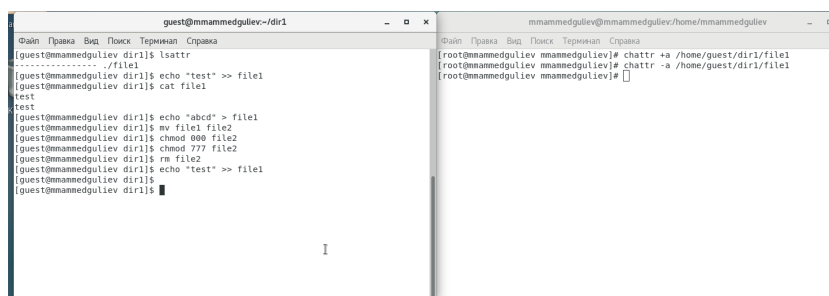 guest@mmammedguliev:~/dir1
Файл Правка Вид Поиск Терминал Справка
[guest@mmammedguliev dir1]$ lsattr
---------------- ./file1
[guest@mmammedguliev dir1]$ echo "test" >> file1
[guest@mmammedguliev dir1]$ cat file1
test
test
[guest@mmammedguliev dir1]$ echo "abcd" > file1
[guest@mmammedguliev dir1]$ mv file1 file2
[guest@mmammedguliev dir1]$ chmod 000 file2
[guest@mmammedguliev dir1]$ chmod 777 file2
[guest@mmammedguliev dir1]$ rm file2
[guest@mmammedguliev dir1]$ echo "test" >> file1
[guest@mmammedguliev dir1]$
[guest@mmammedguliev dir1]$
mmammedguliev@mmammedguliev:/home/mmammedguliev
Файл Правка Вид Поиск Терминал Справка
[root@mmammedguliev mmammedguliev]# chattr +a /home/guest/dir1/file1
[root@mmammedguliev mmammedguliev]# chattr -a /home/guest/dir1/file1
[root@mmammedguliev mmammedguliev]#